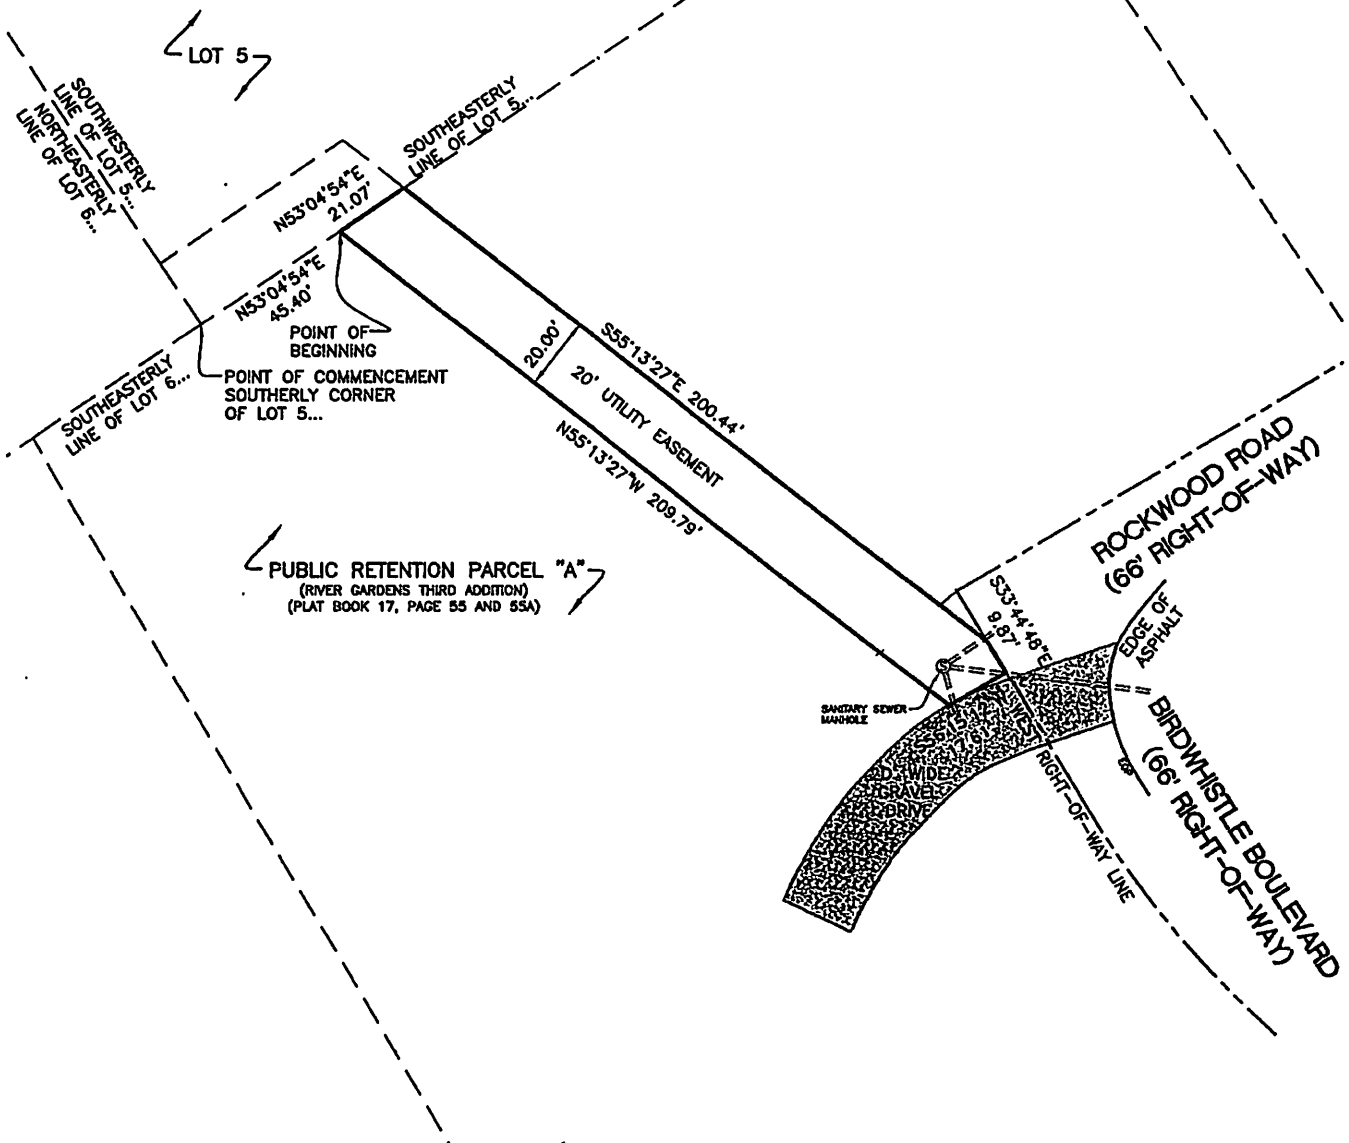 LOT 5
SOUTHWESTERLY
LINE OF LOT 5...
NORTHEASTERLY
LINE OF LOT 6...
SOUTHEASTERLY
LINE OF LOT 5...
N53°04'54"E
21.07'
N53°04'54"E
45.40'
POINT OF
BEGINNING
POINT OF COMMENCEMENT
SOUTHERLY CORNER
OF LOT 5...
SOUTHEASTERLY
LINE OF LOT 6...
20.00'
S55°13'27"E 200.44'
20' UTILITY EASEMENT
N55°13'27"W 209.79'
PUBLIC RETENTION PARCEL "A"
(RIVER GARDENS THIRD ADDITION)
(PLAT BOOK 17, PAGE 55 AND 55A)
ROCKWOOD ROAD
(66' RIGHT-OF-WAY)
S33°44'48"E
9.87'
EDGE OF
ASPHALT
S
SANITARY SEWER
MANHOLE
WIDE
GRAVEL
DRIVE
WEST RIGHT-OF-WAY LINE
BIRDWHISTLE BOULEVARD
(66' RIGHT-OF-WAY)